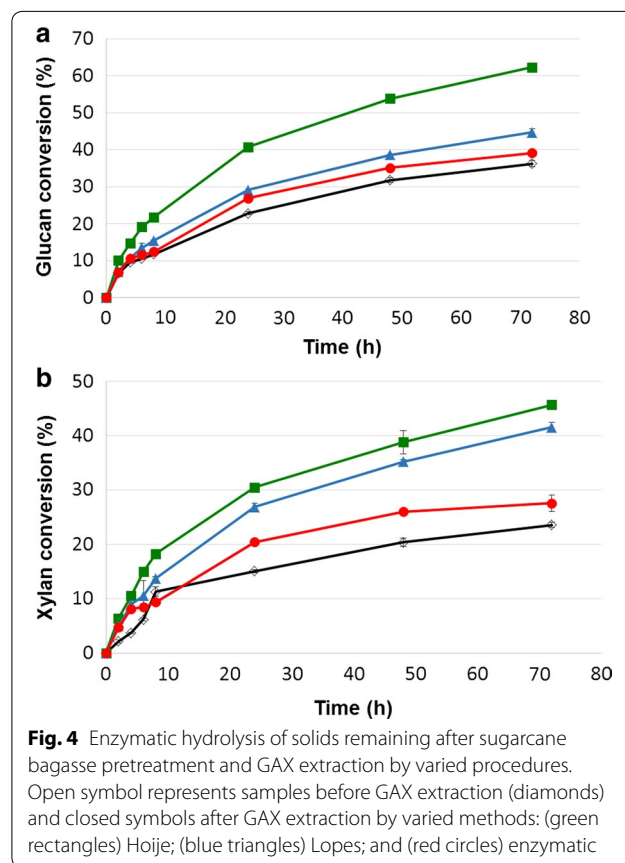 a
70
60
50
40
30
20
10
0
Glucan conversion (%)
0 10 20 30 40 50 60 70 80
Time (h)
b
50
40
30
20
10
0
Xylan conversion (%)
0 10 20 30 40 50 60 70 80
Time (h)
Fig. 4 Enzymatic hydrolysis of solids remaining after sugarcane
bagasse pretreatment and GAX extraction by varied procedures.
Open symbol represents samples before GAX extraction (diamonds)
and closed symbols after GAX extraction by varied methods: (green
rectangles) Hoije; (blue triangles) Lopes; and (red circles) enzymatic